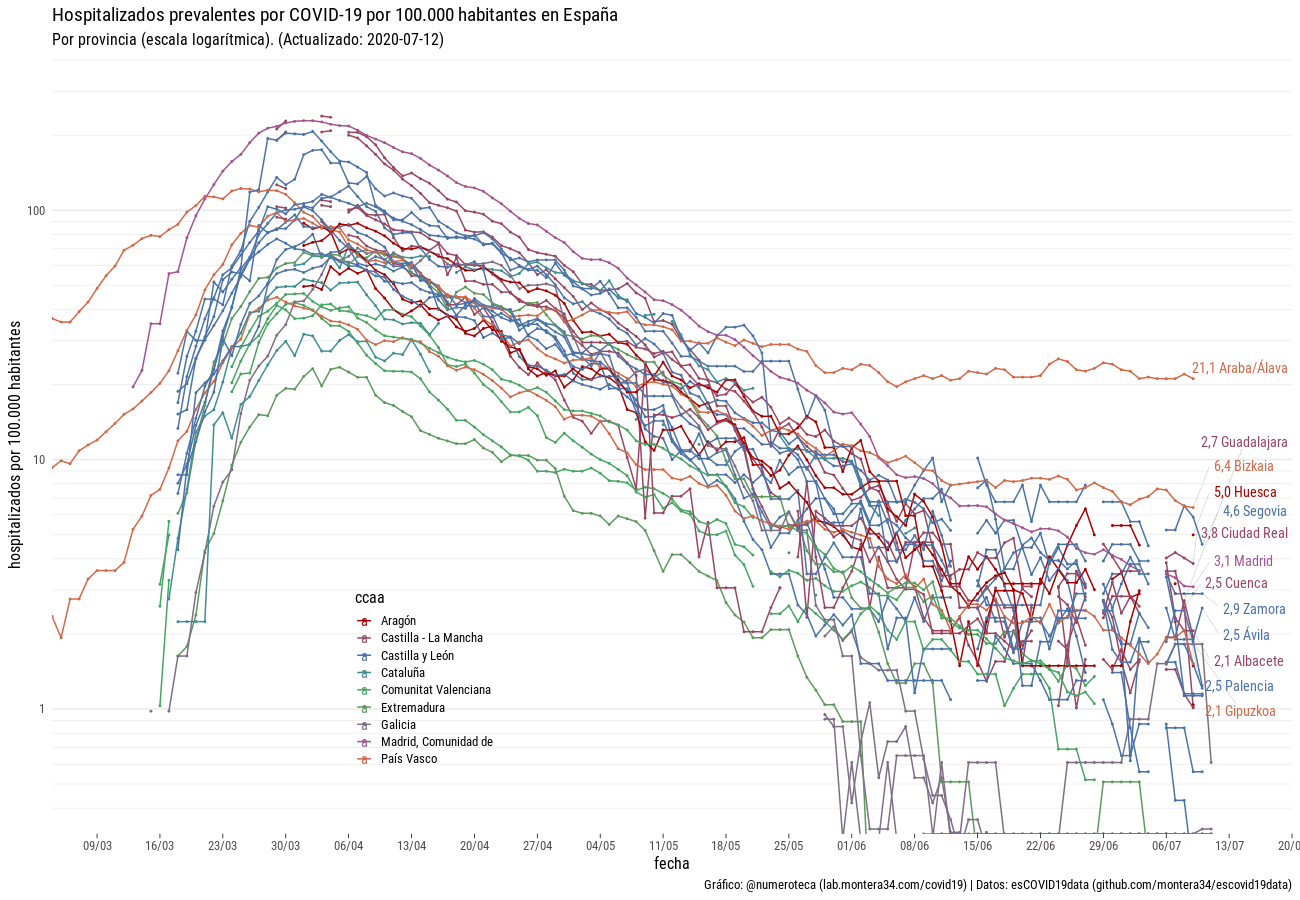 Hospitalizados prevalentes por COVID-19 por 100.000 habitantes en España
Por provincia (escala logarítmica). (Actualizado: 2020-07-12)
hospitalizados por 100.000 habitantes
100
10
1
21,1 Araba/Álava
2,7 Guadalajara
6,4 Bizkaia
5,0 Huesca
4,6 Segovia
3,8 Ciudad Real
3,1 Madrid
2,5 Cuenca
2,9 Zamora
2,5 Ávila
2,1 Albacete
2,5 Palencia
2,1 Gipuzkoa
ccaa
Aragón
Castilla - La Mancha
Castilla y León
Cataluña
Comunitat Valenciana
Extremadura
Galicia
Madrid, Comunidad de
País Vasco
09/03 16/03 23/03 30/03 06/04 13/04 20/04 27/04 04/05 11/05 18/05 25/05 01/06 08/06 15/06 22/06 29/06 06/07 13/07 20/0
fecha
Gráfico: @numeroteca (lab.montera34.com/covid19) | Datos: esCOVID19data (github.com/montera34/escovid19data)